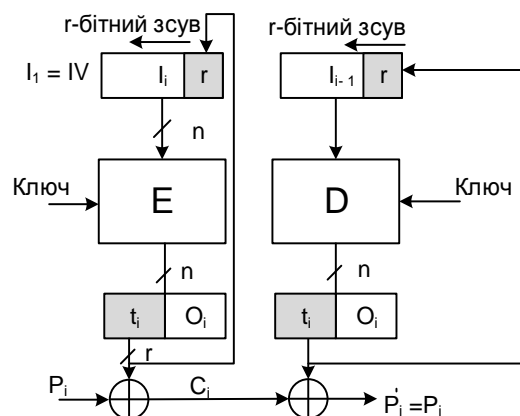 r-бітний зсув
r-бітний зсув
I₁ = IV
Iᵢ
r
Iᵢ₋₁
r
n
Ключ
E
D
Ключ
n
n
tᵢ
Oᵢ
tᵢ
Oᵢ
r
Pᵢ
Cᵢ
P'ᵢ=Pᵢ